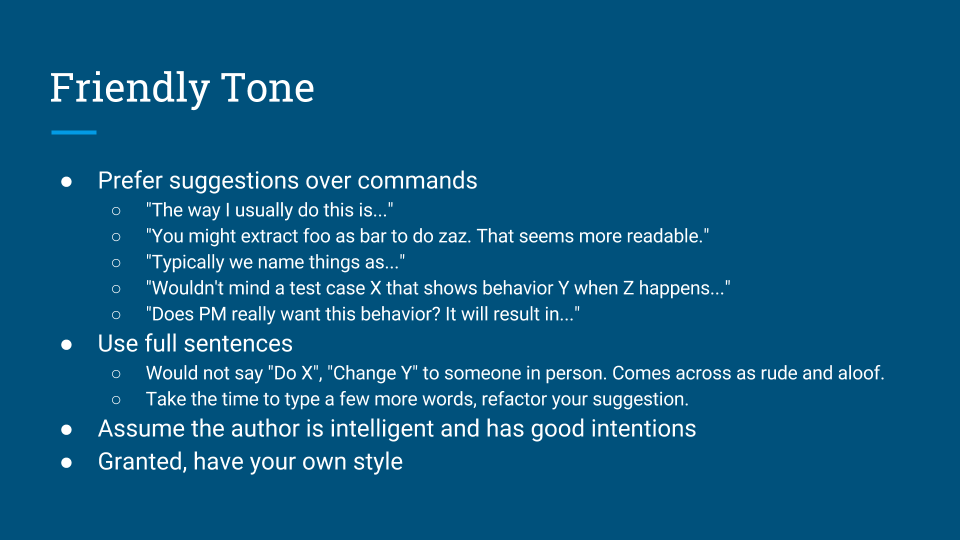 Friendly Tone
● Prefer suggestions over commands
○ "The way I usually do this is..."
○ "You might extract foo as bar to do zaz. That seems more readable."
○ "Typically we name things as..."
○ "Wouldn't mind a test case X that shows behavior Y when Z happens..."
○ "Does PM really want this behavior? It will result in..."
● Use full sentences
○ Would not say "Do X", "Change Y" to someone in person. Comes across as rude and aloof.
○ Take the time to type a few more words, refactor your suggestion.
● Assume the author is intelligent and has good intentions
● Granted, have your own style